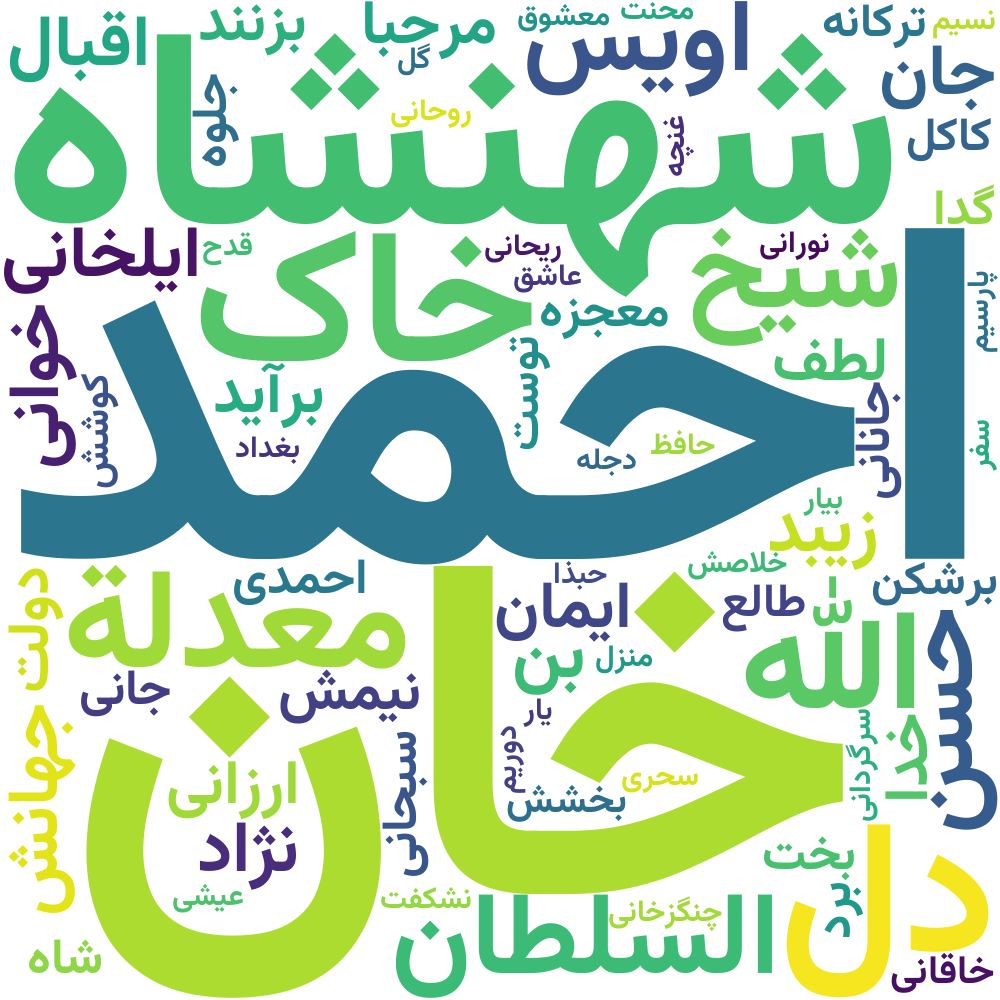 نسیم
ترکانه
محنت
معشوق
مرحبا
بزنند
اقبال
اویس
گل
جان
شهنشاه
جلوه
روحانی
غنچه
کاکل
گدا
ایلخانی
قدح
ریحانی
نورانی
شیخ
خاک
عاشق
معجزه
پارسیم
خوانی
لطف
توست
برآید
کوشش
جانانی
احمد
بغداد
دجله
حافظ
سفر
بیار
زیبد
خلاصش
حبذا
احمدی
دولت
معدلة
ایمان
طالع
برشکن
الله
حسن
بن
منزل
جانی
نیمش
یار
خان
جهانش
سبحانی
دوریم
سرگردانی
خدا
ارزانی
سحری
بخشش
نژاد
بخت
دل
عیشی
نشکفت
چنگزخانی
السلطان
برد
شاه
خاقانی